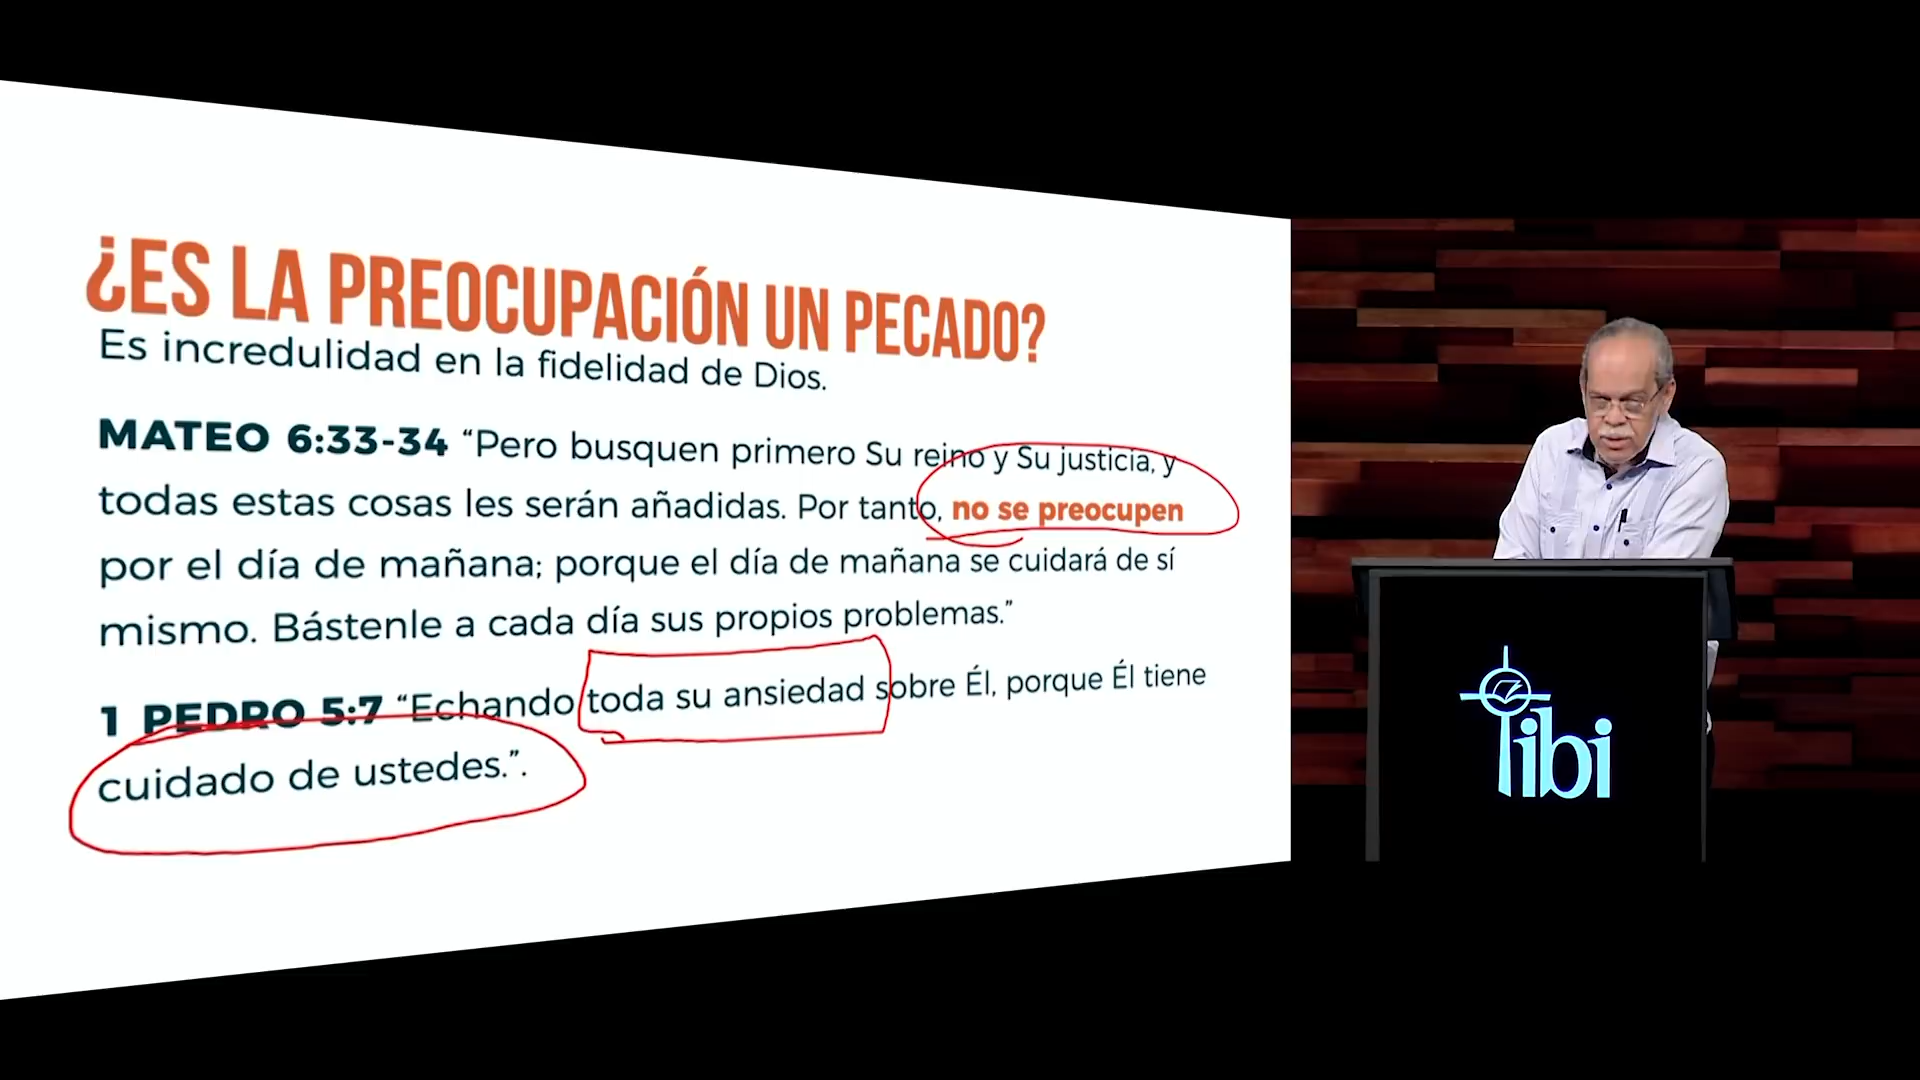 ¿ES LA PREOCUPACIÓN UN PECADO?
Es incredulidad en la fidelidad de Dios.
MATEO 6:33-34 “Pero busquen primero Su reino y Su justicia, y
todas estas cosas les serán añadidas. Por tanto, no se preocupen
por el día de mañana; porque el día de mañana se cuidará de sí
mismo. Bástenle a cada día sus propios problemas.”
1 PEDRO 5:7 “Echando toda su ansiedad sobre Él, porque Él tiene
cuidado de ustedes.”.
ibi